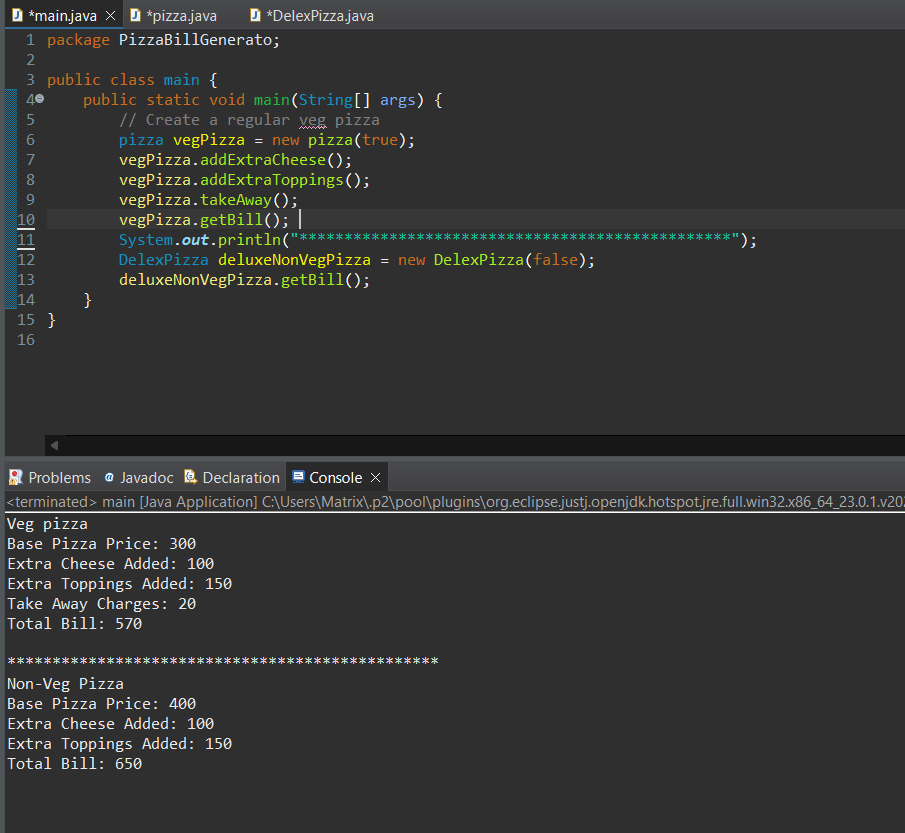 *main.java
*pizza.java
*DelexPizza.java
1 package PizzaBillGenerato;
2
3 public class main {
4 public static void main(String[] args) {
5 // Create a regular veg pizza
6 pizza vegPizza = new pizza(true);
7 vegPizza.addExtraCheese();
8 vegPizza.addExtraToppings();
9 vegPizza.takeAway();
10 vegPizza.getBill();
11 System.out.println("************************************************");
12 DelexPizza deluxeNonVegPizza = new DelexPizza(false);
13 deluxeNonVegPizza.getBill();
14 }
15 }
16
Problems
Javadoc
Declaration
Console
<terminated> main [Java Application] C:\Users\Matrix\.p2\pool\plugins\org.eclipse.justj.openjdk.hotspot.jre.full.win32.x86_64_23.0.1.v202
Veg pizza
Base Pizza Price: 300
Extra Cheese Added: 100
Extra Toppings Added: 150
Take Away Charges: 20
Total Bill: 570
************************************************
Non-Veg Pizza
Base Pizza Price: 400
Extra Cheese Added: 100
Extra Toppings Added: 150
Total Bill: 650